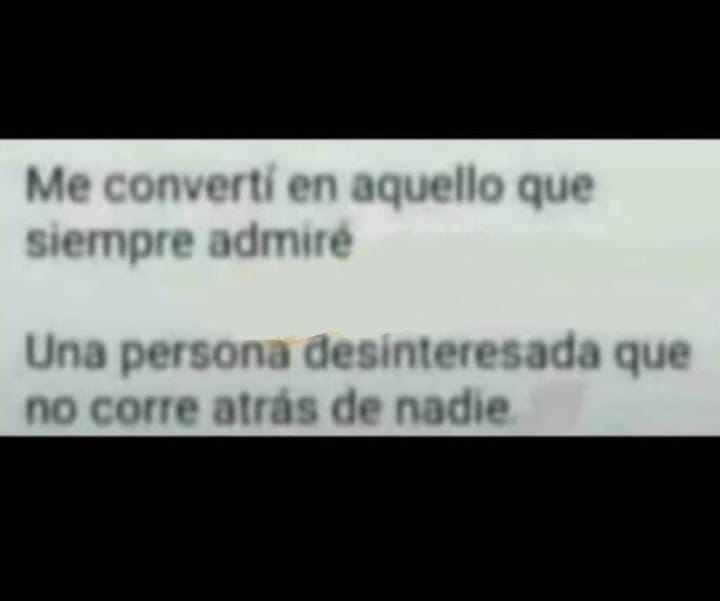 Me convertí en aquello que
siempre admiré
Una persona desinteresada que
no corre atrás de nadie.